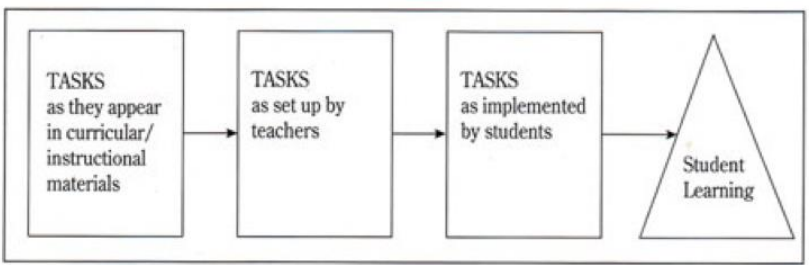 TASKS
as they appear
in curricular/
instructional
materials
TASKS
as set up by
teachers
TASKS
as implemented
by students
Student
Learning